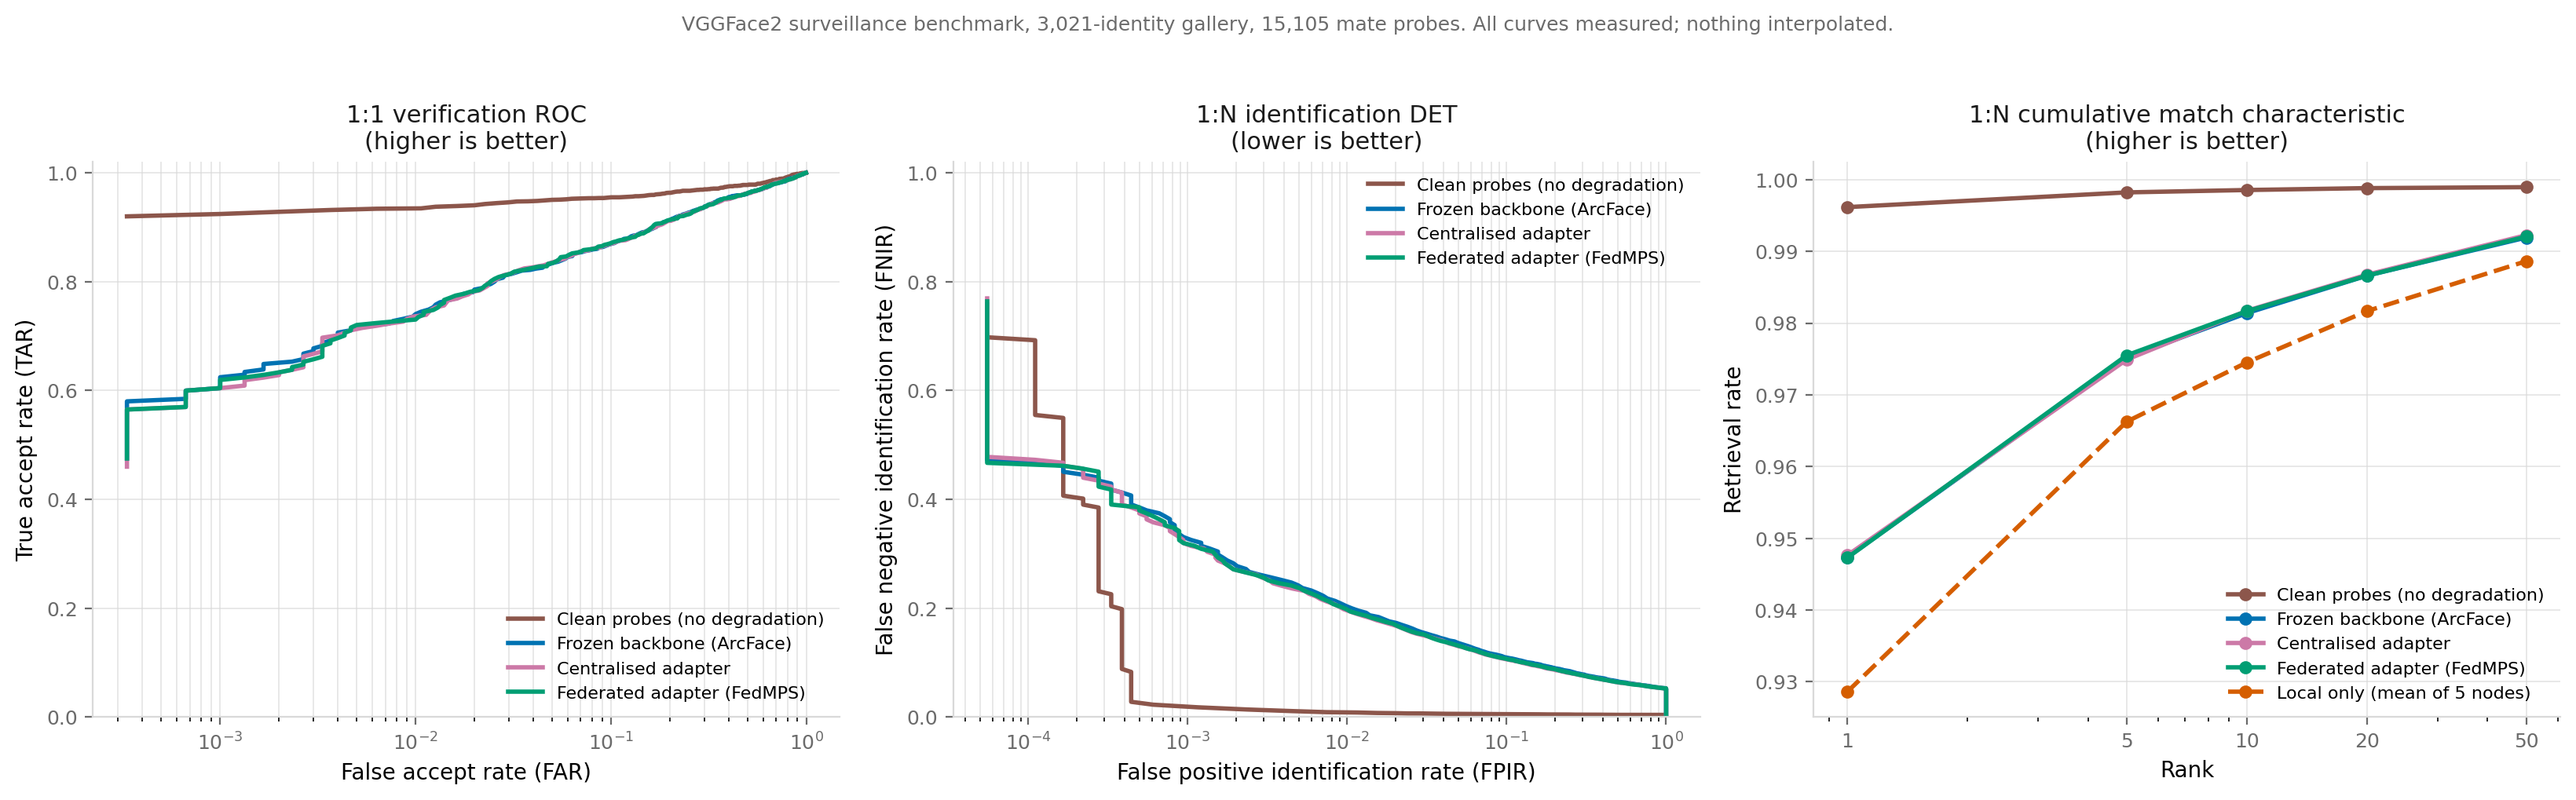 VGGFace2 surveillance benchmark, 3,021-identity gallery, 15,105 mate probes. All curves measured; nothing interpolated.
1:1 verification ROC
(higher is better)
True accept rate (TAR)
1.0
0.8
0.6
0.4
0.2
0.0
Clean probes (no degradation)
Frozen backbone (ArcFace)
Centralised adapter
Federated adapter (FedMPS)
10⁻³
10⁻²
10⁻¹
10⁰
False accept rate (FAR)
1:N identification DET
(lower is better)
False negative identification rate (FNIR)
1.0
0.8
0.6
0.4
0.2
0.0
Clean probes (no degradation)
Frozen backbone (ArcFace)
Centralised adapter
Federated adapter (FedMPS)
10⁻⁴
10⁻³
10⁻²
10⁻¹
10⁰
False positive identification rate (FPIR)
1:N cumulative match characteristic
(higher is better)
Retrieval rate
1.00
0.99
0.98
0.97
0.96
0.95
0.94
0.93
Clean probes (no degradation)
Frozen backbone (ArcFace)
Centralised adapter
Federated adapter (FedMPS)
Local only (mean of 5 nodes)
1
5
10
20
50
Rank